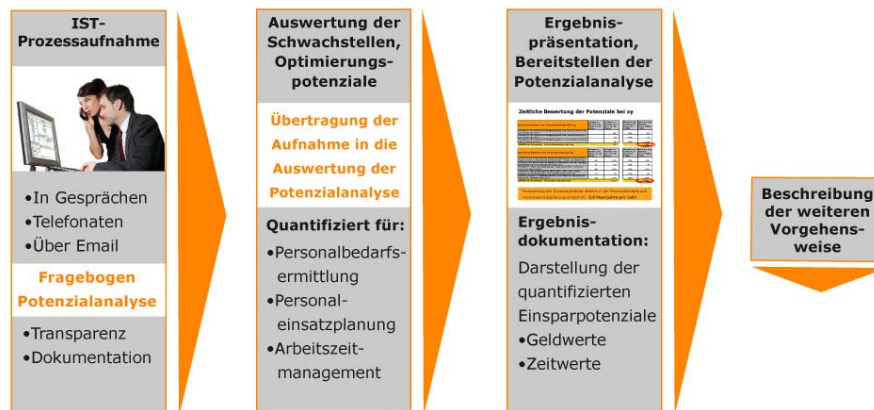 IST-
Prozessaufnahme
•In Gesprächen
•Telefonaten
•Über Email
Fragebogen
Potenzialanalyse
•Transparenz
•Dokumentation
Auswertung der
Schwachstellen,
Optimierungs-
potenziale
Übertragung der
Aufnahme in die
Auswertung der
Potenzialanalyse
Quantifiziert für:
•Personalbedarfs-
ermittlung
•Personal-
einsatzplanung
•Arbeitszeit-
management
Ergebnis-
präsentation,
Bereitstellen der
Potenzialanalyse
Zeitliche Bewertung der Potenziale bei xy
Ergebnis-
dokumentation:
Darstellung der
quantifizierten
Einsparpotenziale
•Geldwerte
•Zeitwerte
Beschreibung
der weiteren
Vorgehens-
weise